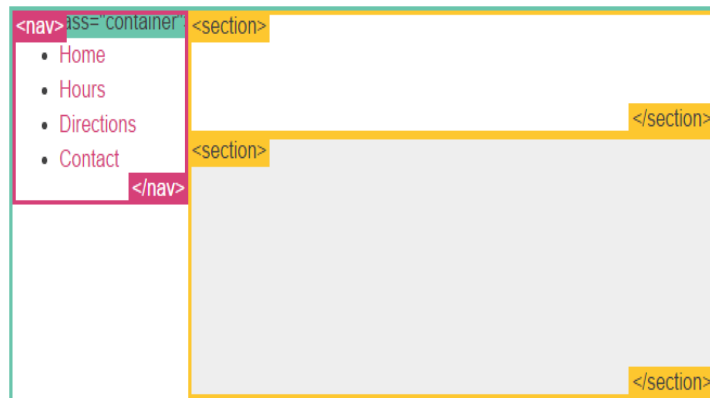 <nav> ass="container"
Home
Hours
Directions
Contact
</nav>
<section>
</section>
<section>
</section>